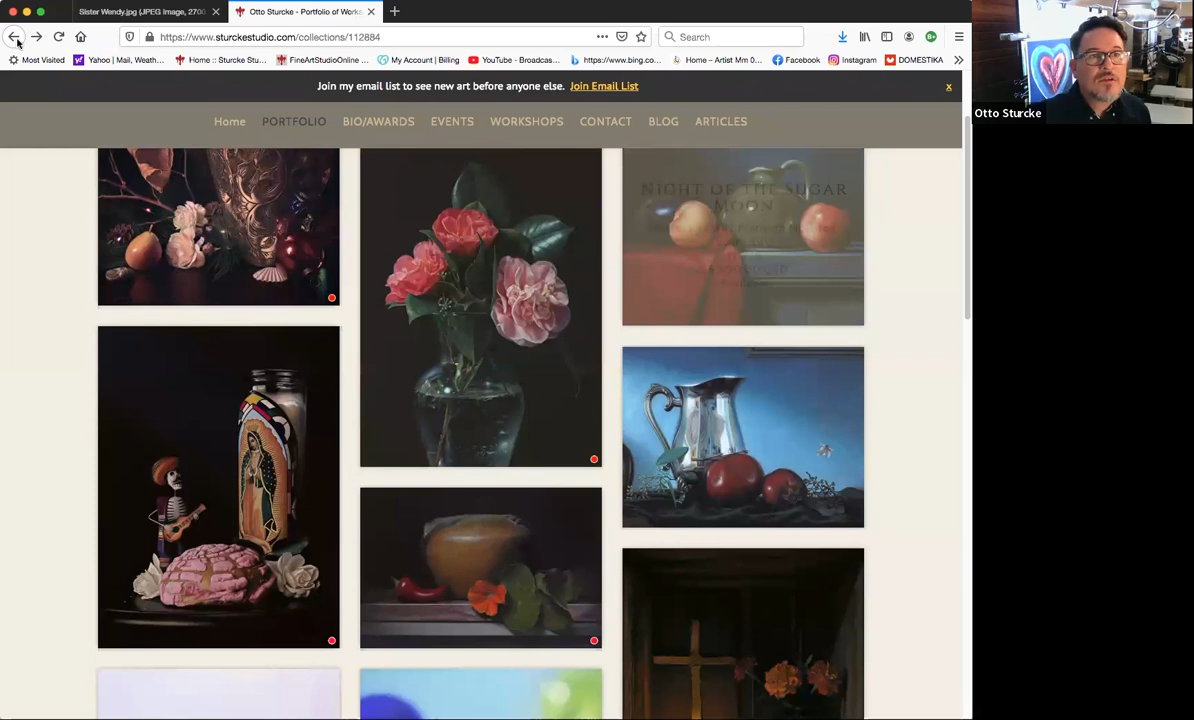 Sister Wendy.jpg (JPEG Image, 2700
Otto Sturcke - Portfolio of Works
https://www.sturckestudio.com/collections/112884
Search
Most Visited
Yahoo | Mail, Weath...
Home :: Sturcke Stu...
FineArtStudioOnline ...
My Account | Billing
YouTube - Broadcas...
https://www.bing.co...
Home – Artist Mm 0...
Facebook
Instagram
DOMESTIKA
Join my email list to see new art before anyone else. Join Email List
x
Home PORTFOLIO BIO/AWARDS EVENTS WORKSHOPS CONTACT BLOG ARTICLES
Otto Sturcke
NIGHT OF THE SUGAR
MOON